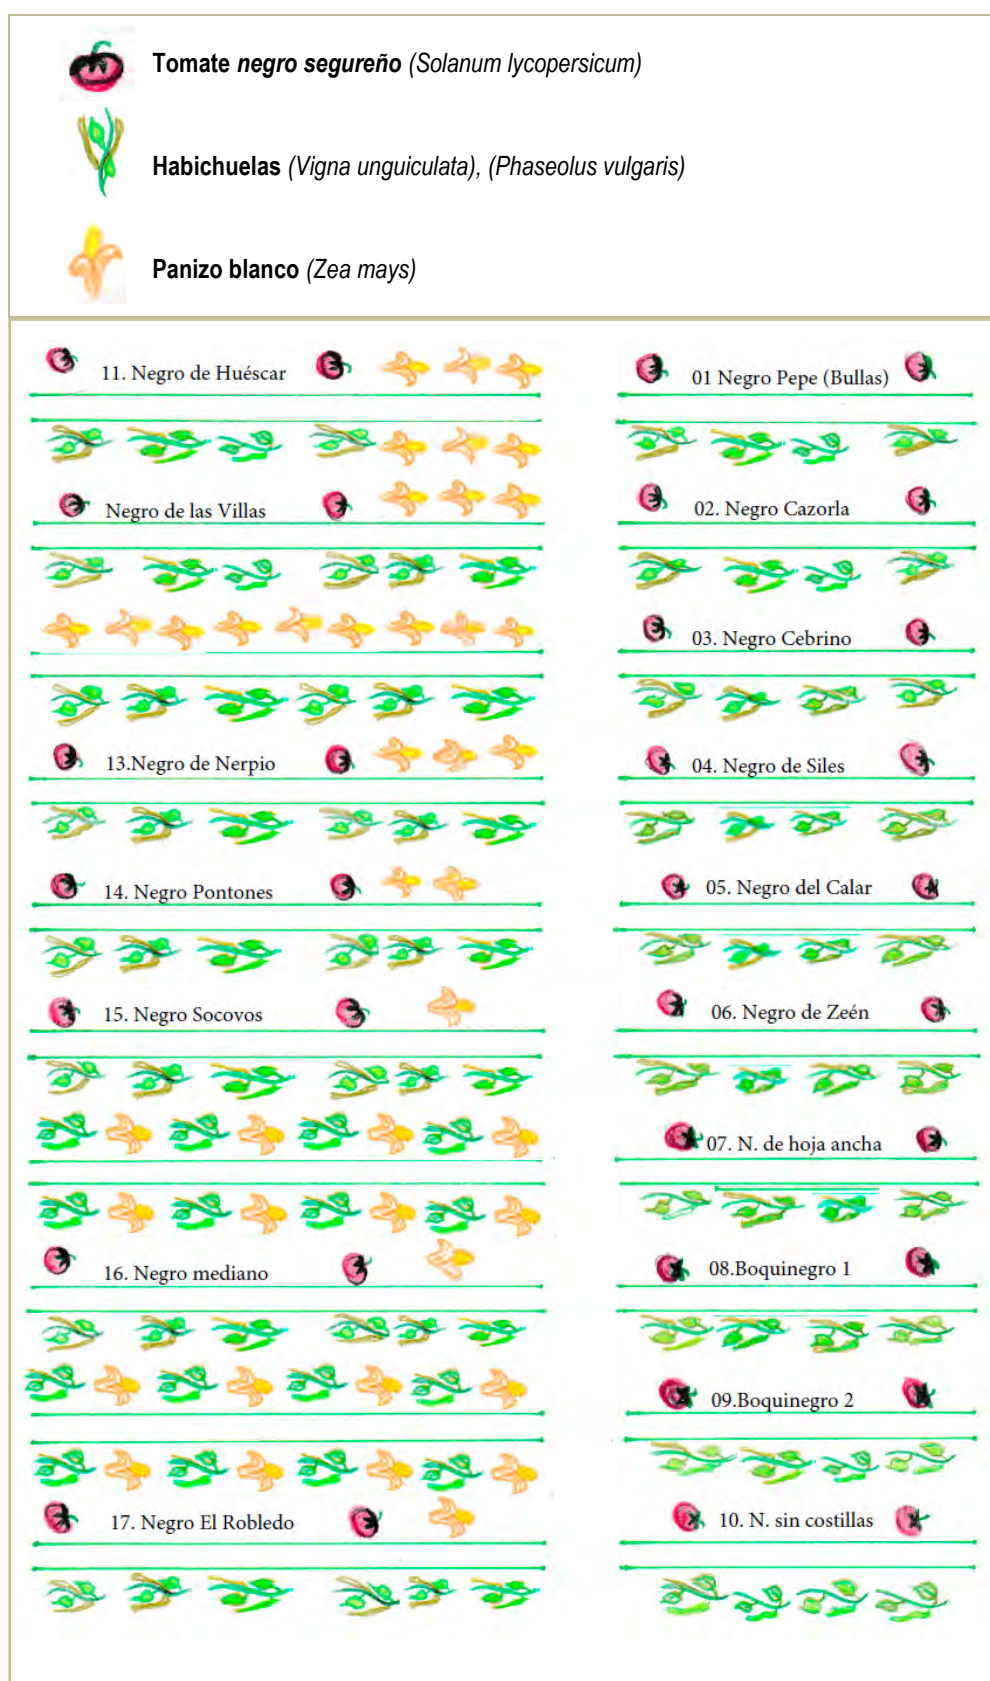 Tomate negro segureño (Solanum lycopersicum)
Habichuelas (Vigna unguiculata), (Phaseolus vulgaris)
Panizo blanco (Zea mays)
11. Negro de Huéscar
Negro de las Villas
13.Negro de Nerpio
14. Negro Pontones
15. Negro Socovos
16. Negro mediano
17. Negro El Robledo
01 Negro Pepe (Bullas)
02. Negro Cazorla
03. Negro Cebrino
04. Negro de Siles
05. Negro del Calar
06. Negro de Zeén
07. N. de hoja ancha
08.Boquinegro 1
09.Boquinegro 2
10. N. sin costillas